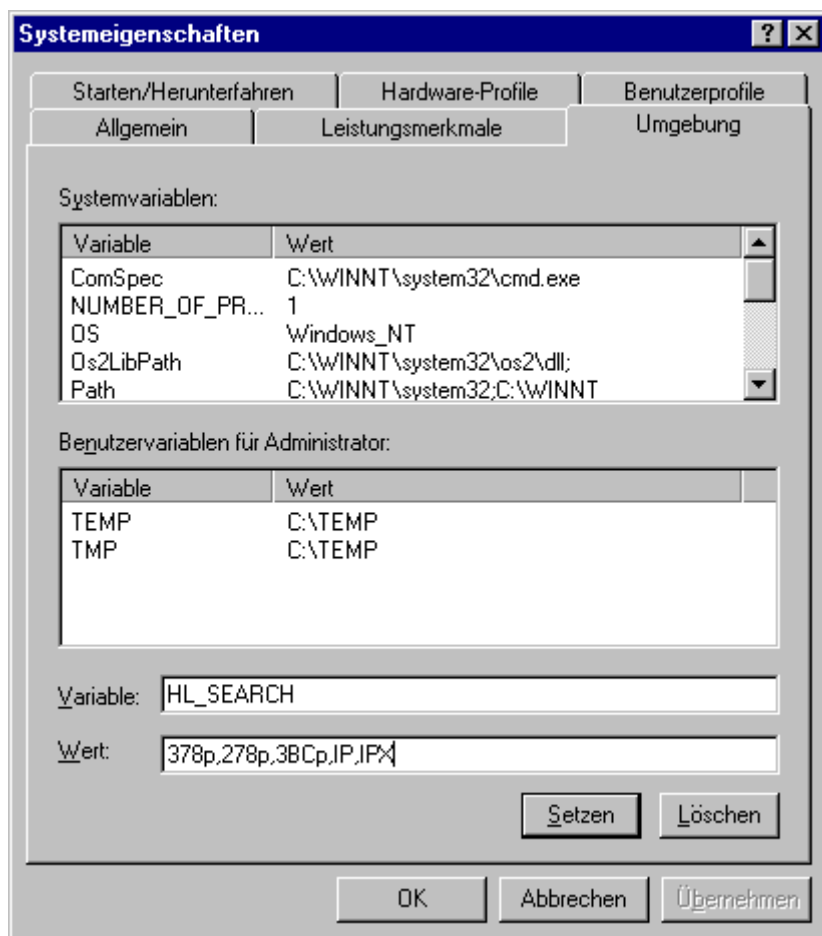 Systemeigenschaften
Starten/Herunterfahren Hardware-Profile Benutzerprofile
Allgemein Leistungsmerkmale Umgebung
Systemvariablen:
Variable Wert
ComSpec C:\WINNT\system32\cmd.exe
NUMBER_OF_PR... 1
OS Windows_NT
Os2LibPath C:\WINNT\system32\os2\dll;
Path C:\WINNT\system32;C:\WINNT
Benutzervariablen für Administrator:
Variable Wert
TEMP C:\TEMP
TMP C:\TEMP
Variable: HL_SEARCH
Wert: 378p,278p,3BCp,IP,IPX
Setzen Löschen
OK Abbrechen Übernehmen